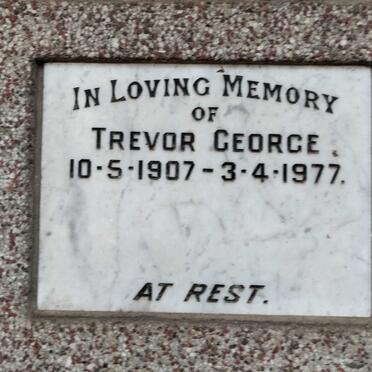 IN LOVING MEMORY
OF
TREVOR GEORGE
10-5-1907 - 3-4-1977.
AT REST.